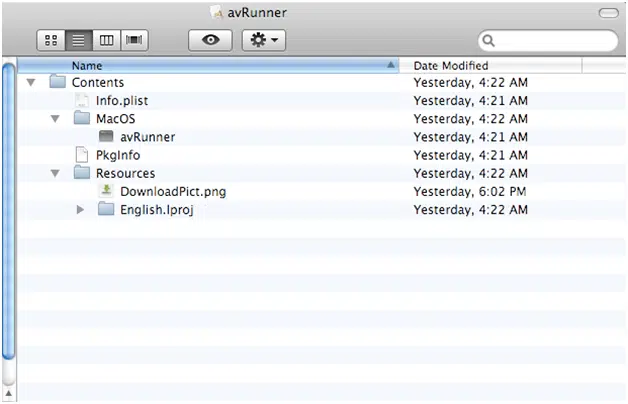 avRunner
Name Date Modified
Contents Yesterday, 4:22 AM
Info.plist Yesterday, 4:21 AM
MacOS Yesterday, 4:22 AM
avRunner Yesterday, 4:21 AM
PkgInfo Yesterday, 4:21 AM
Resources Yesterday, 4:22 AM
DownloadPict.png Yesterday, 6:02 PM
English.lproj Yesterday, 4:22 AM